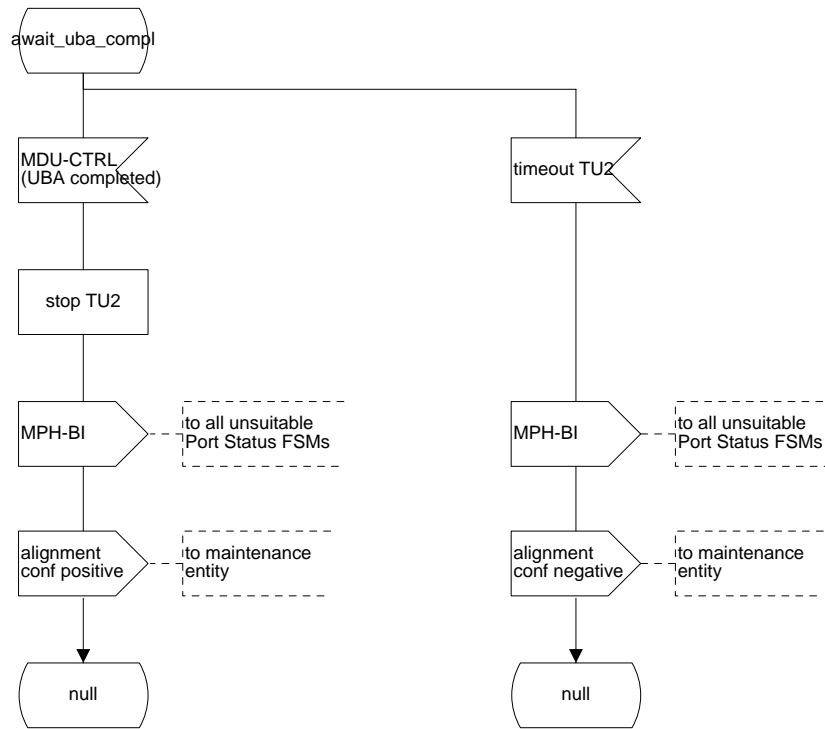 await_uba_compl
MDU-CTRL
(UBA completed)
timeout TU2
stop TU2
MPH-BI
to all unsuitable
Port Status FSMs
MPH-BI
to all unsuitable
Port Status FSMs
alignment
conf positive
to maintenance
entity
alignment
conf negative
to maintenance
entity
null
null